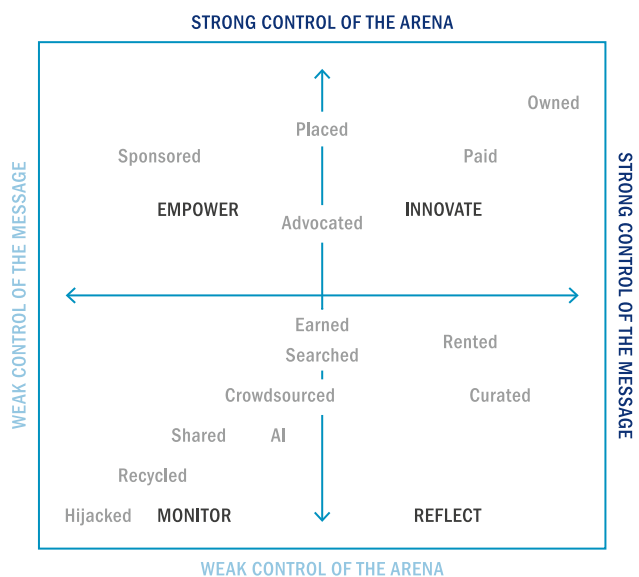 STRONG CONTROL OF THE ARENA
Owned
Placed
Sponsored
Paid
EMPOWER
INNOVATE
Advocated
WEAK CONTROL OF THE MESSAGE
STRONG CONTROL OF THE MESSAGE
Earned
Rented
Searched
Crowdsourced
Curated
Shared
AI
Recycled
Hijacked
MONITOR
REFLECT
WEAK CONTROL OF THE ARENA